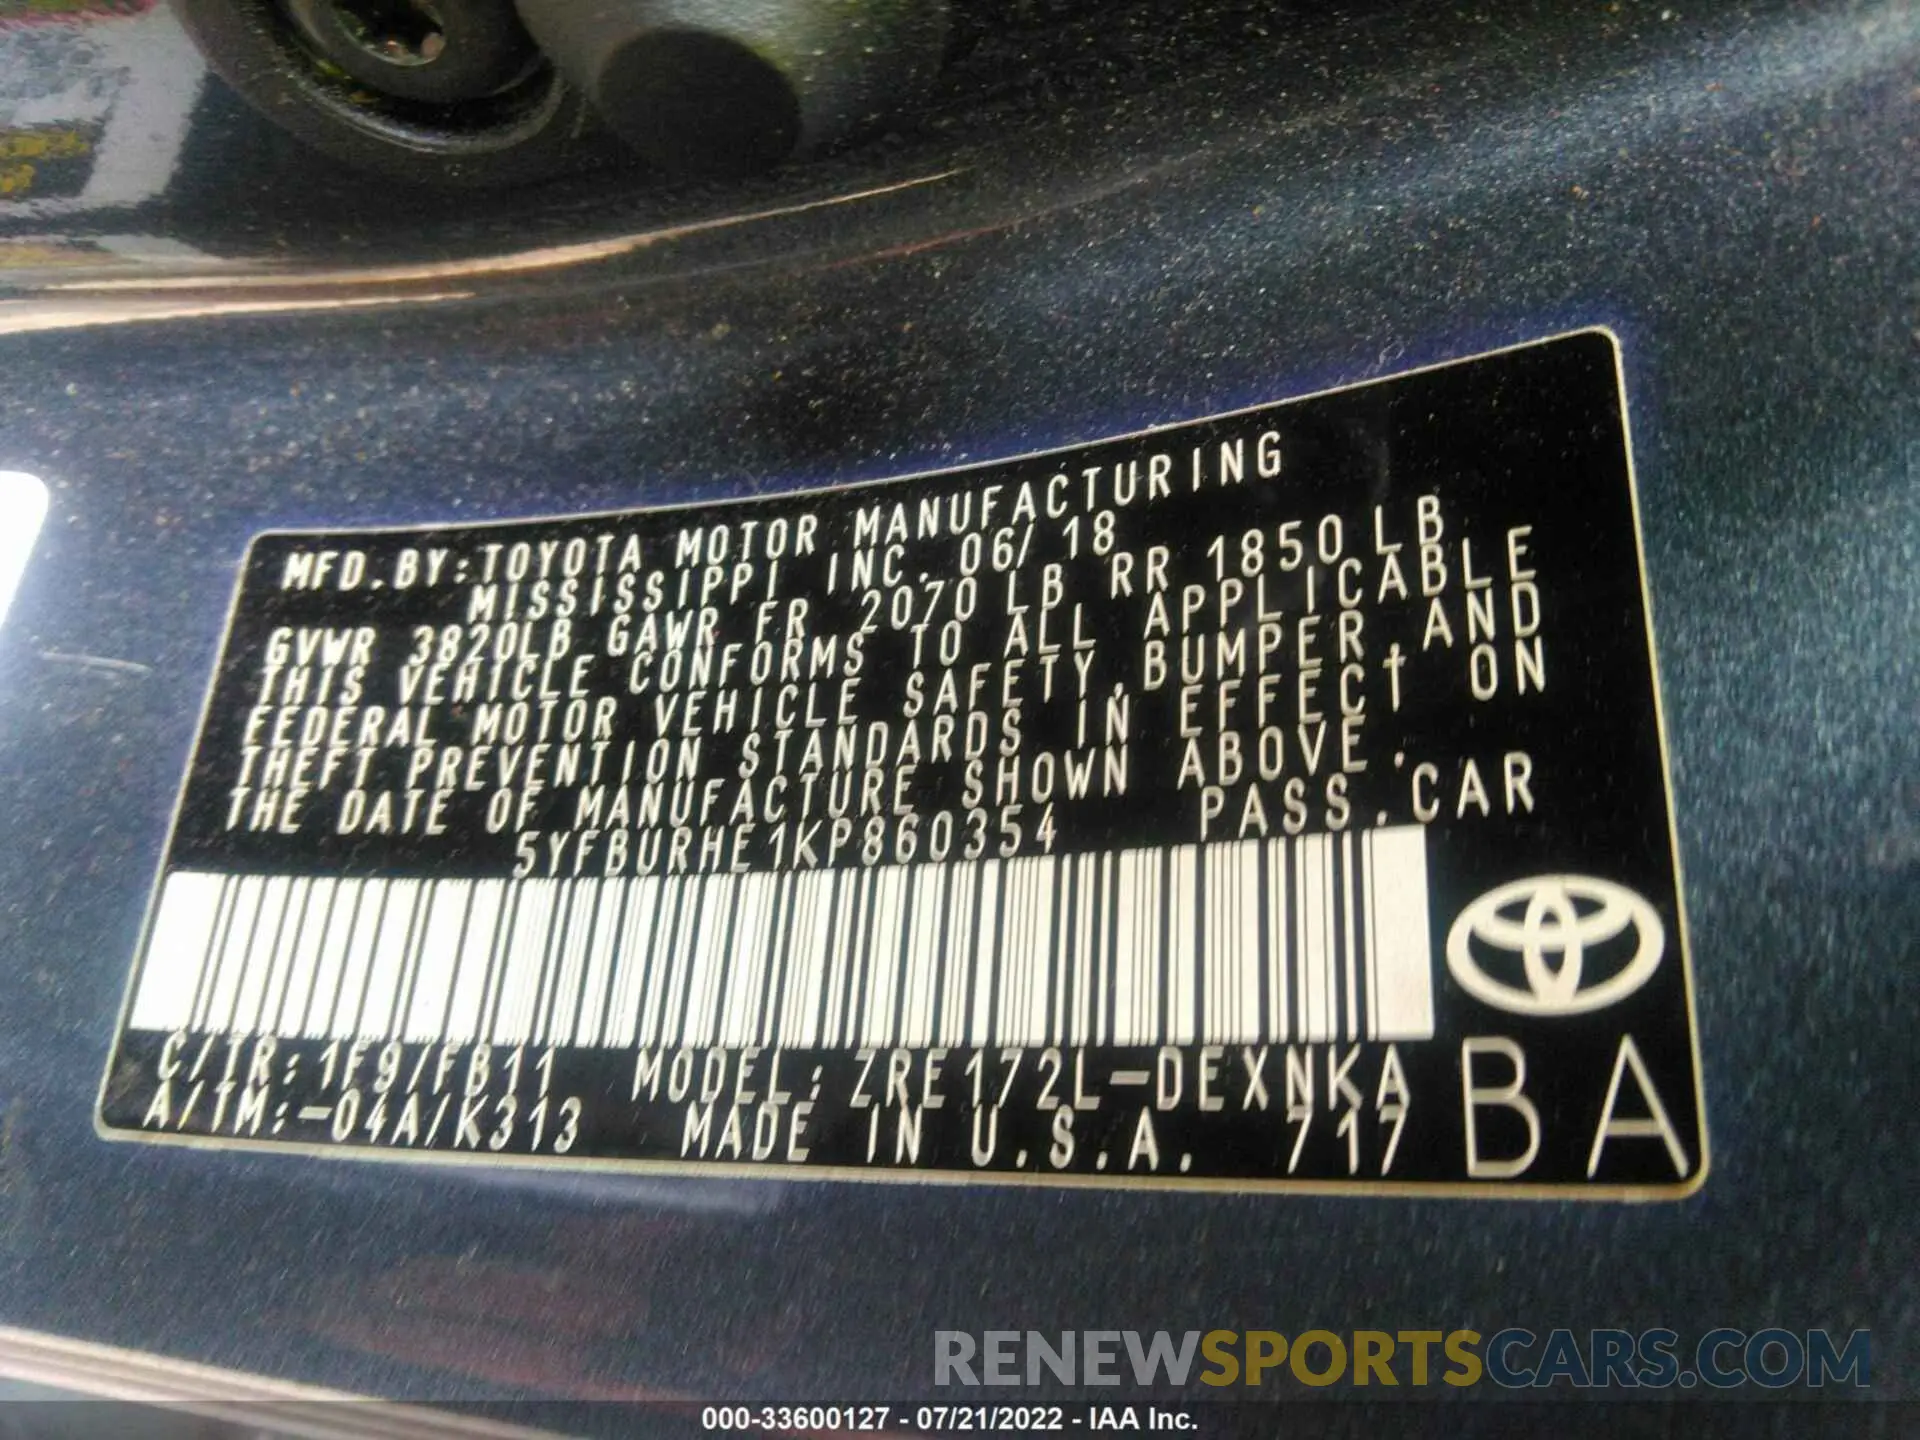 MFD.BY:TOYOTA MOTOR MANUFACTURING
MISSISSIPPI INC. 06/18
GVWR 3820LB GAWR FR 2070LB RR 1850LB
THIS VEHICLE CONFORMS TO ALL APPLICABLE
FEDERAL MOTOR VEHICLE SAFETY,BUMPER,AND
THEFT PREVENTION STANDARDS IN EFFECT ON
THE DATE OF MANUFACTURE SHOWN ABOVE.
5YFBURHE1KP860354 PASS.CAR
C/TR:1F9/FB11 MODEL:ZRE172L-DEXNKA
A/TM:-04A/K313 MADE IN U.S.A. 717
BA
RENEWSPORTSCARS.COM
000-33600127 - 07/21/2022 - IAA Inc.